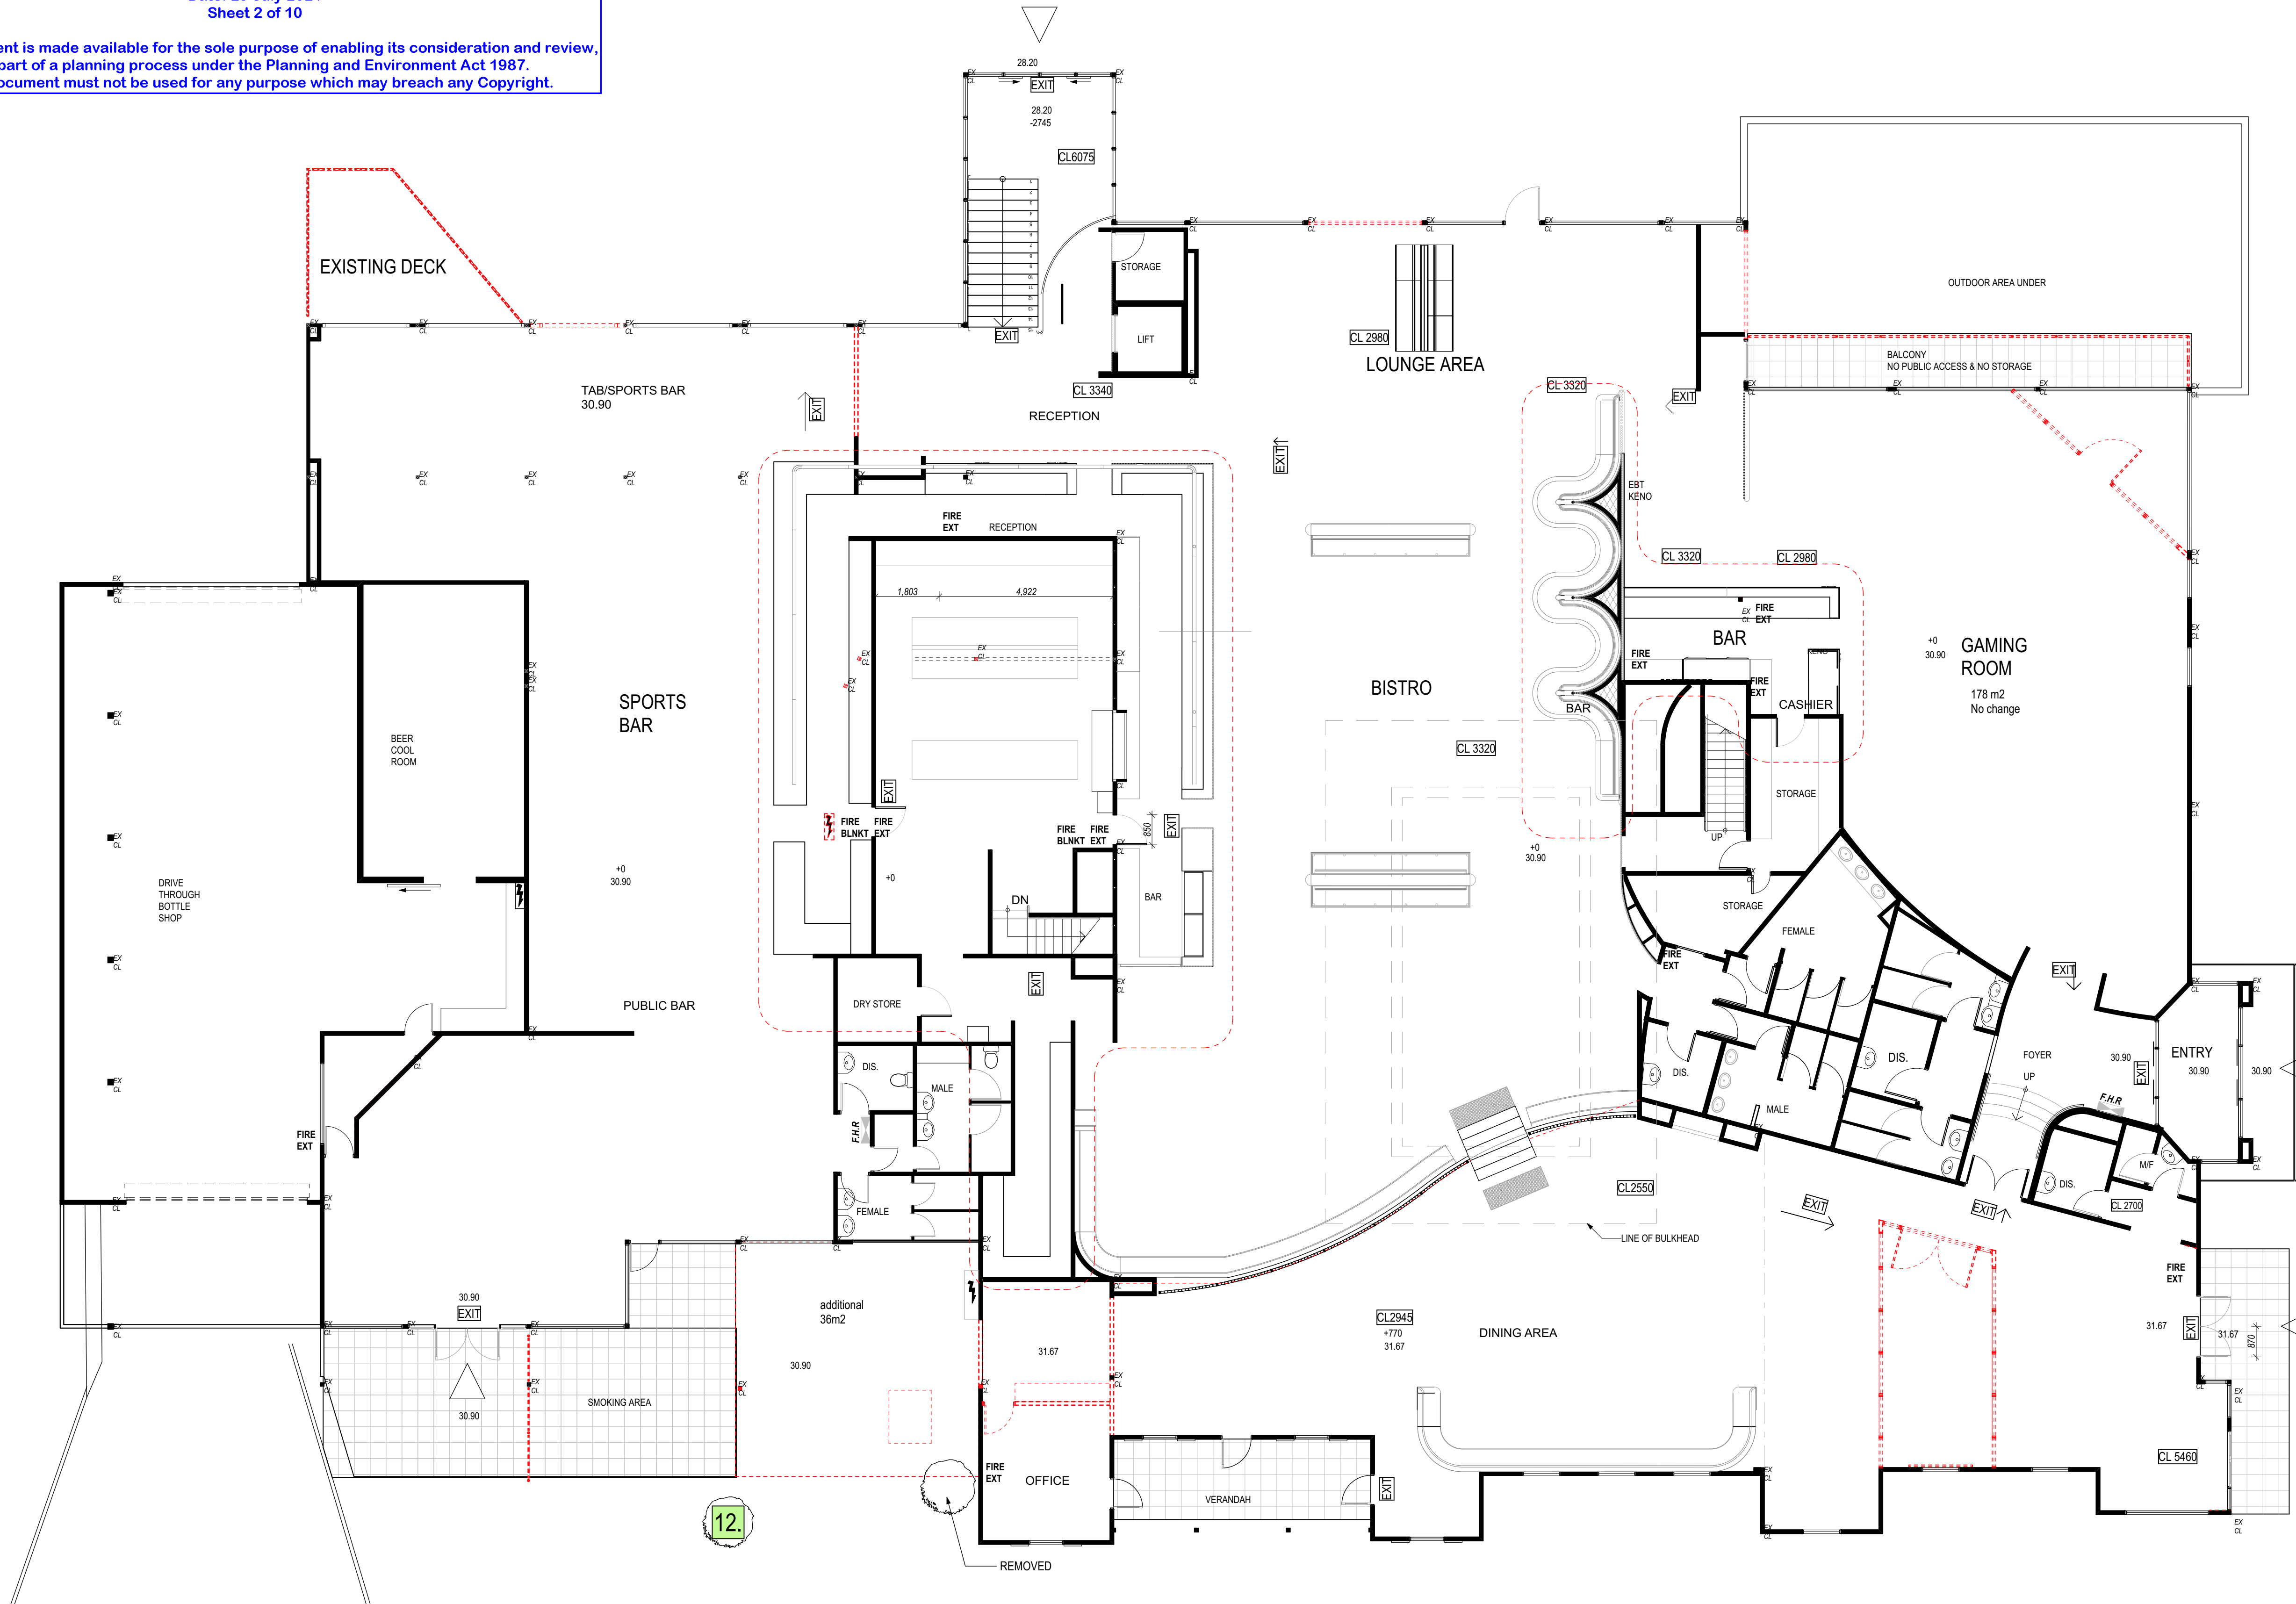 Sheet 2 of 10
ent is made available for the sole purpose of enabling its consideration and review,
part of a planning process under the Planning and Environment Act 1987.
ocument must not be used for any purpose which may breach any Copyright.
28.20
EXIT
28.20
-2745
CL6075
EXISTING DECK
STORAGE
LIFT
EXIT
CL 2980
LOUNGE AREA
OUTDOOR AREA UNDER
BALCONY
NO PUBLIC ACCESS & NO STORAGE
TAB/SPORTS BAR
30.90
EXIT
CL 3340
RECEPTION
CL 3320
EXIT
EXIT
EBT
KENO
FIRE
EXT
RECEPTION
1,803
4,922
CL 3320
CL 2980
BAR
FIRE
EXT
FIRE
EXT
KENO
FIRE
EXT
CASHIER
+0
30.90
GAMING
ROOM
178 m2
No change
SPORTS
BAR
BISTRO
BAR
CL 3320
BEER
COOL
ROOM
EXIT
STORAGE
UP
FIRE
BLNKT
FIRE
EXT
FIRE
BLNKT
FIRE
EXT
850
EXIT
+0
30.90
+0
30.90
+0
DRIVE
THROUGH
BOTTLE
SHOP
DN
BAR
STORAGE
FEMALE
FIRE
EXT
EXIT
EXIT
PUBLIC BAR
DRY STORE
DIS.
MALE
F.H.R
FEMALE
DIS.
MALE
DIS.
FOYER
UP
30.90
EXIT
ENTRY
30.90
30.90
F.H.R
M/F
DIS.
CL 2700
FIRE
EXT
CL2550
EXIT
EXIT
LINE OF BULKHEAD
FIRE
EXT
30.90
EXIT
additional
36m2
CL2945
+770
31.67
DINING AREA
31.67
EXIT
31.67
870
30.90
31.67
30.90
SMOKING AREA
CL 5460
FIRE
EXT
OFFICE
VERANDAH
EXIT
12.
REMOVED
EX
CL